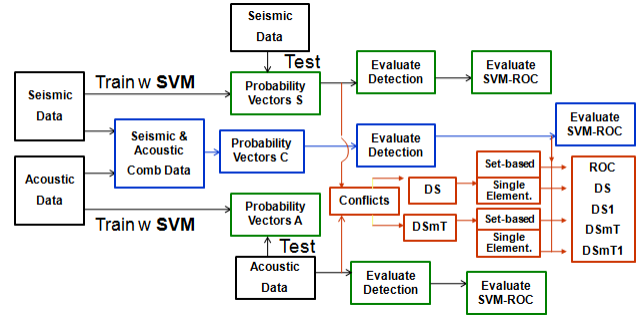 Seismic
Data
Test
Evaluate
Detection
Evaluate
SVM-ROC
Train w SVM
Probability
Vectors S
Seismic
Data
Evaluate
SVM-ROC
Seismic &
Acoustic
Comb Data
Probability
Vectors C
Evaluate
Detection
Acoustic
Data
Conflicts
DS
Set-based
Single
Element.
DSmT
Set-based
Single
Element.
ROC
DS
DS1
DSmT
DSmT1
Train w SVM
Probability
Vectors A
Test
Acoustic
Data
Evaluate
Detection
Evaluate
SVM-ROC